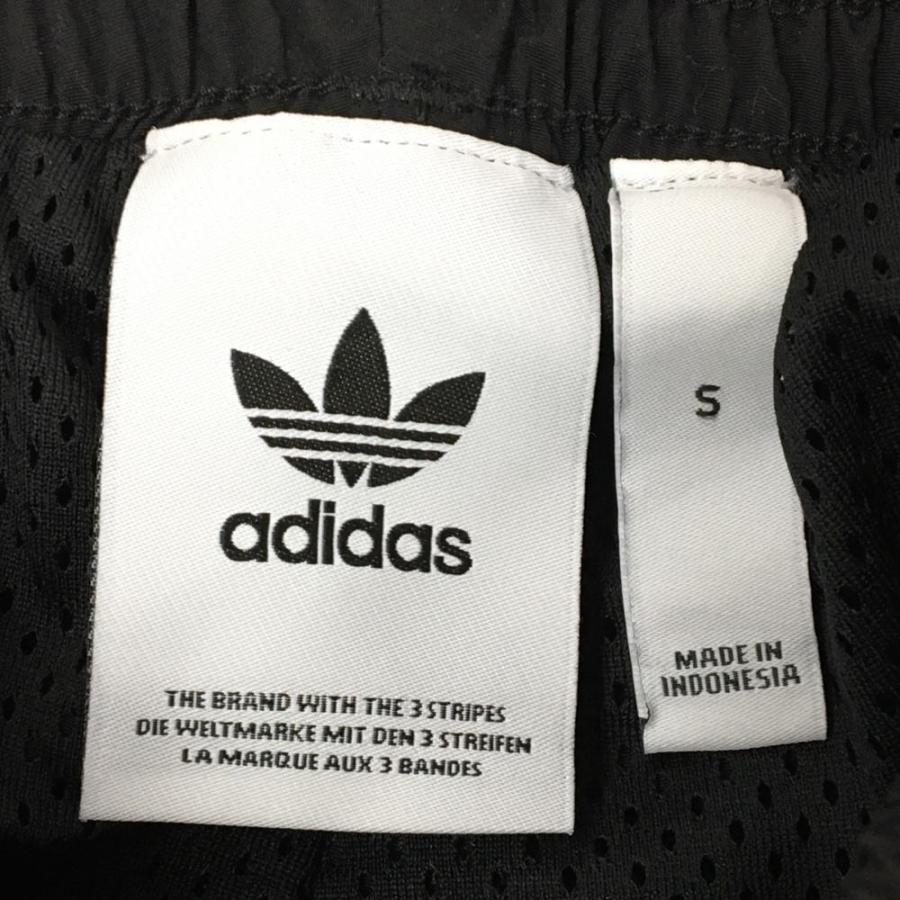 adidas
THE BRAND WITH THE 3 STRIPES
DIE WELTMARKE MIT DEN 3 STREIFEN
LA MARQUE AUX 3 BANDES
S
MADE IN
INDONESIA